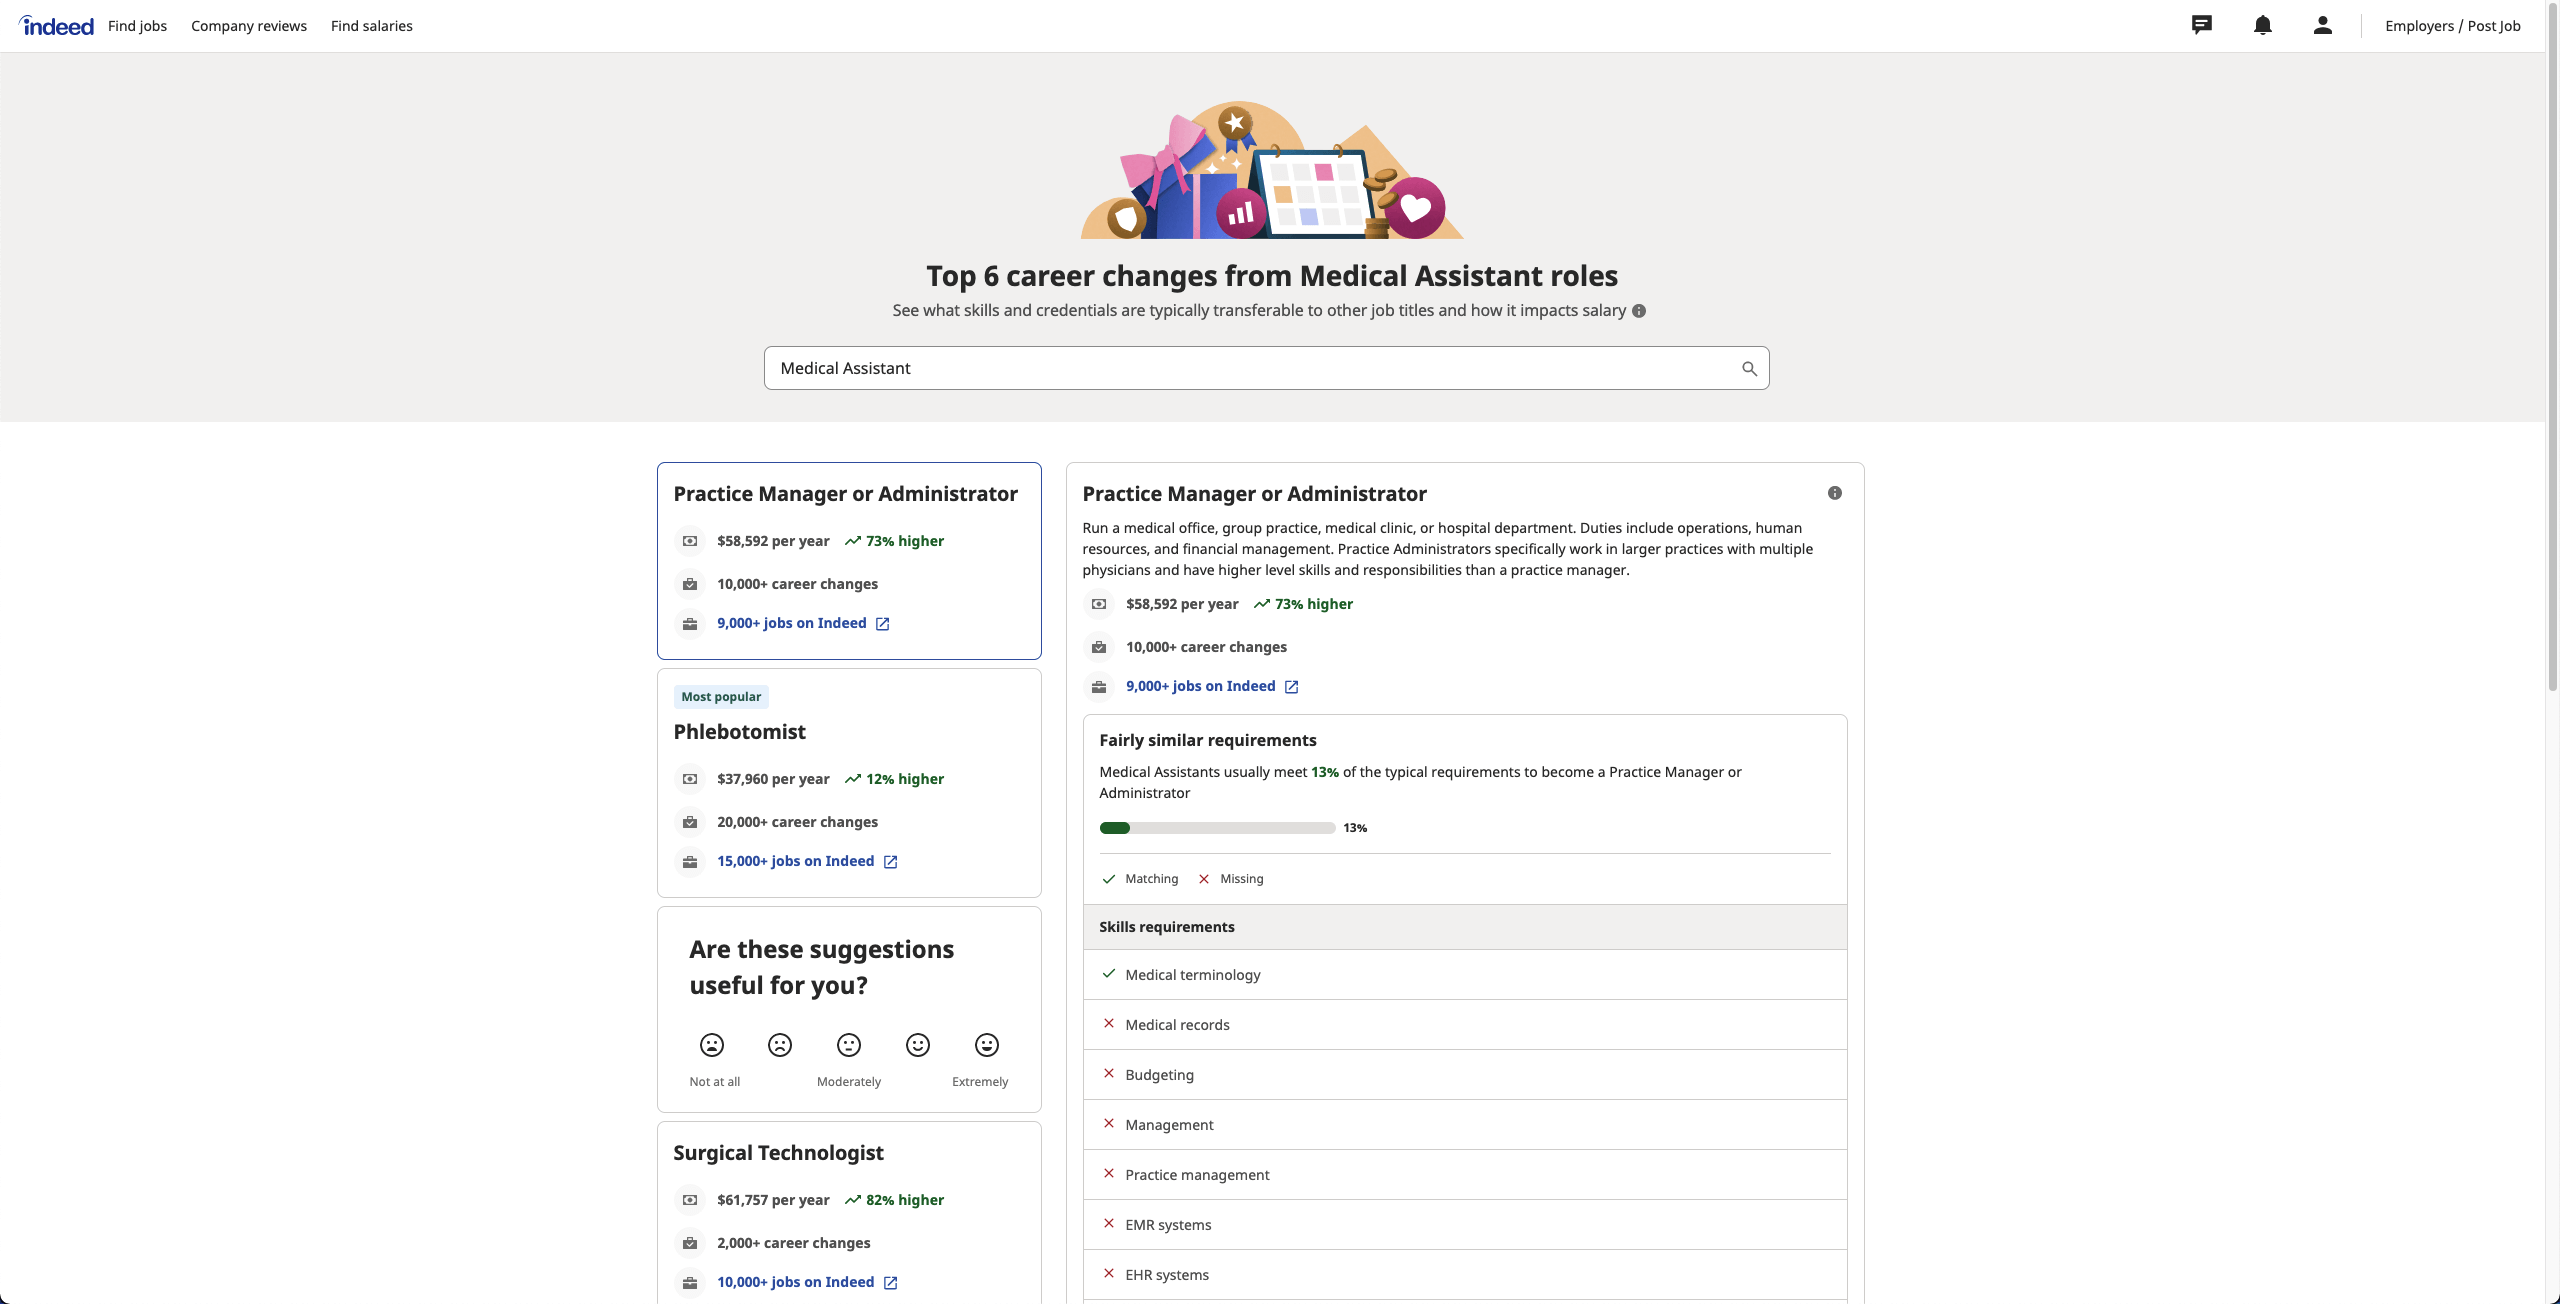 indeed
Find jobs
Company reviews
Find salaries
Employers / Post Job
Top 6 career changes from Medical Assistant roles
See what skills and credentials are typically transferable to other job titles and how it impacts salary
Medical Assistant
Practice Manager or Administrator
$58,592 per year 73% higher
10,000+ career changes
9,000+ jobs on Indeed
Most popular
Phlebotomist
$37,960 per year 12% higher
20,000+ career changes
15,000+ jobs on Indeed
Are these suggestions
useful for you?
Not at all
Moderately
Extremely
Surgical Technologist
$61,757 per year 82% higher
2,000+ career changes
10,000+ jobs on Indeed
Practice Manager or Administrator
Run a medical office, group practice, medical clinic, or hospital department. Duties include operations, human
resources, and financial management. Practice Administrators specifically work in larger practices with multiple
physicians and have higher level skills and responsibilities than a practice manager.
$58,592 per year 73% higher
10,000+ career changes
9,000+ jobs on Indeed
Fairly similar requirements
Medical Assistants usually meet 13% of the typical requirements to become a Practice Manager or
Administrator
13%
Matching
Missing
Skills requirements
Medical terminology
Medical records
Budgeting
Management
Practice management
EMR systems
EHR systems